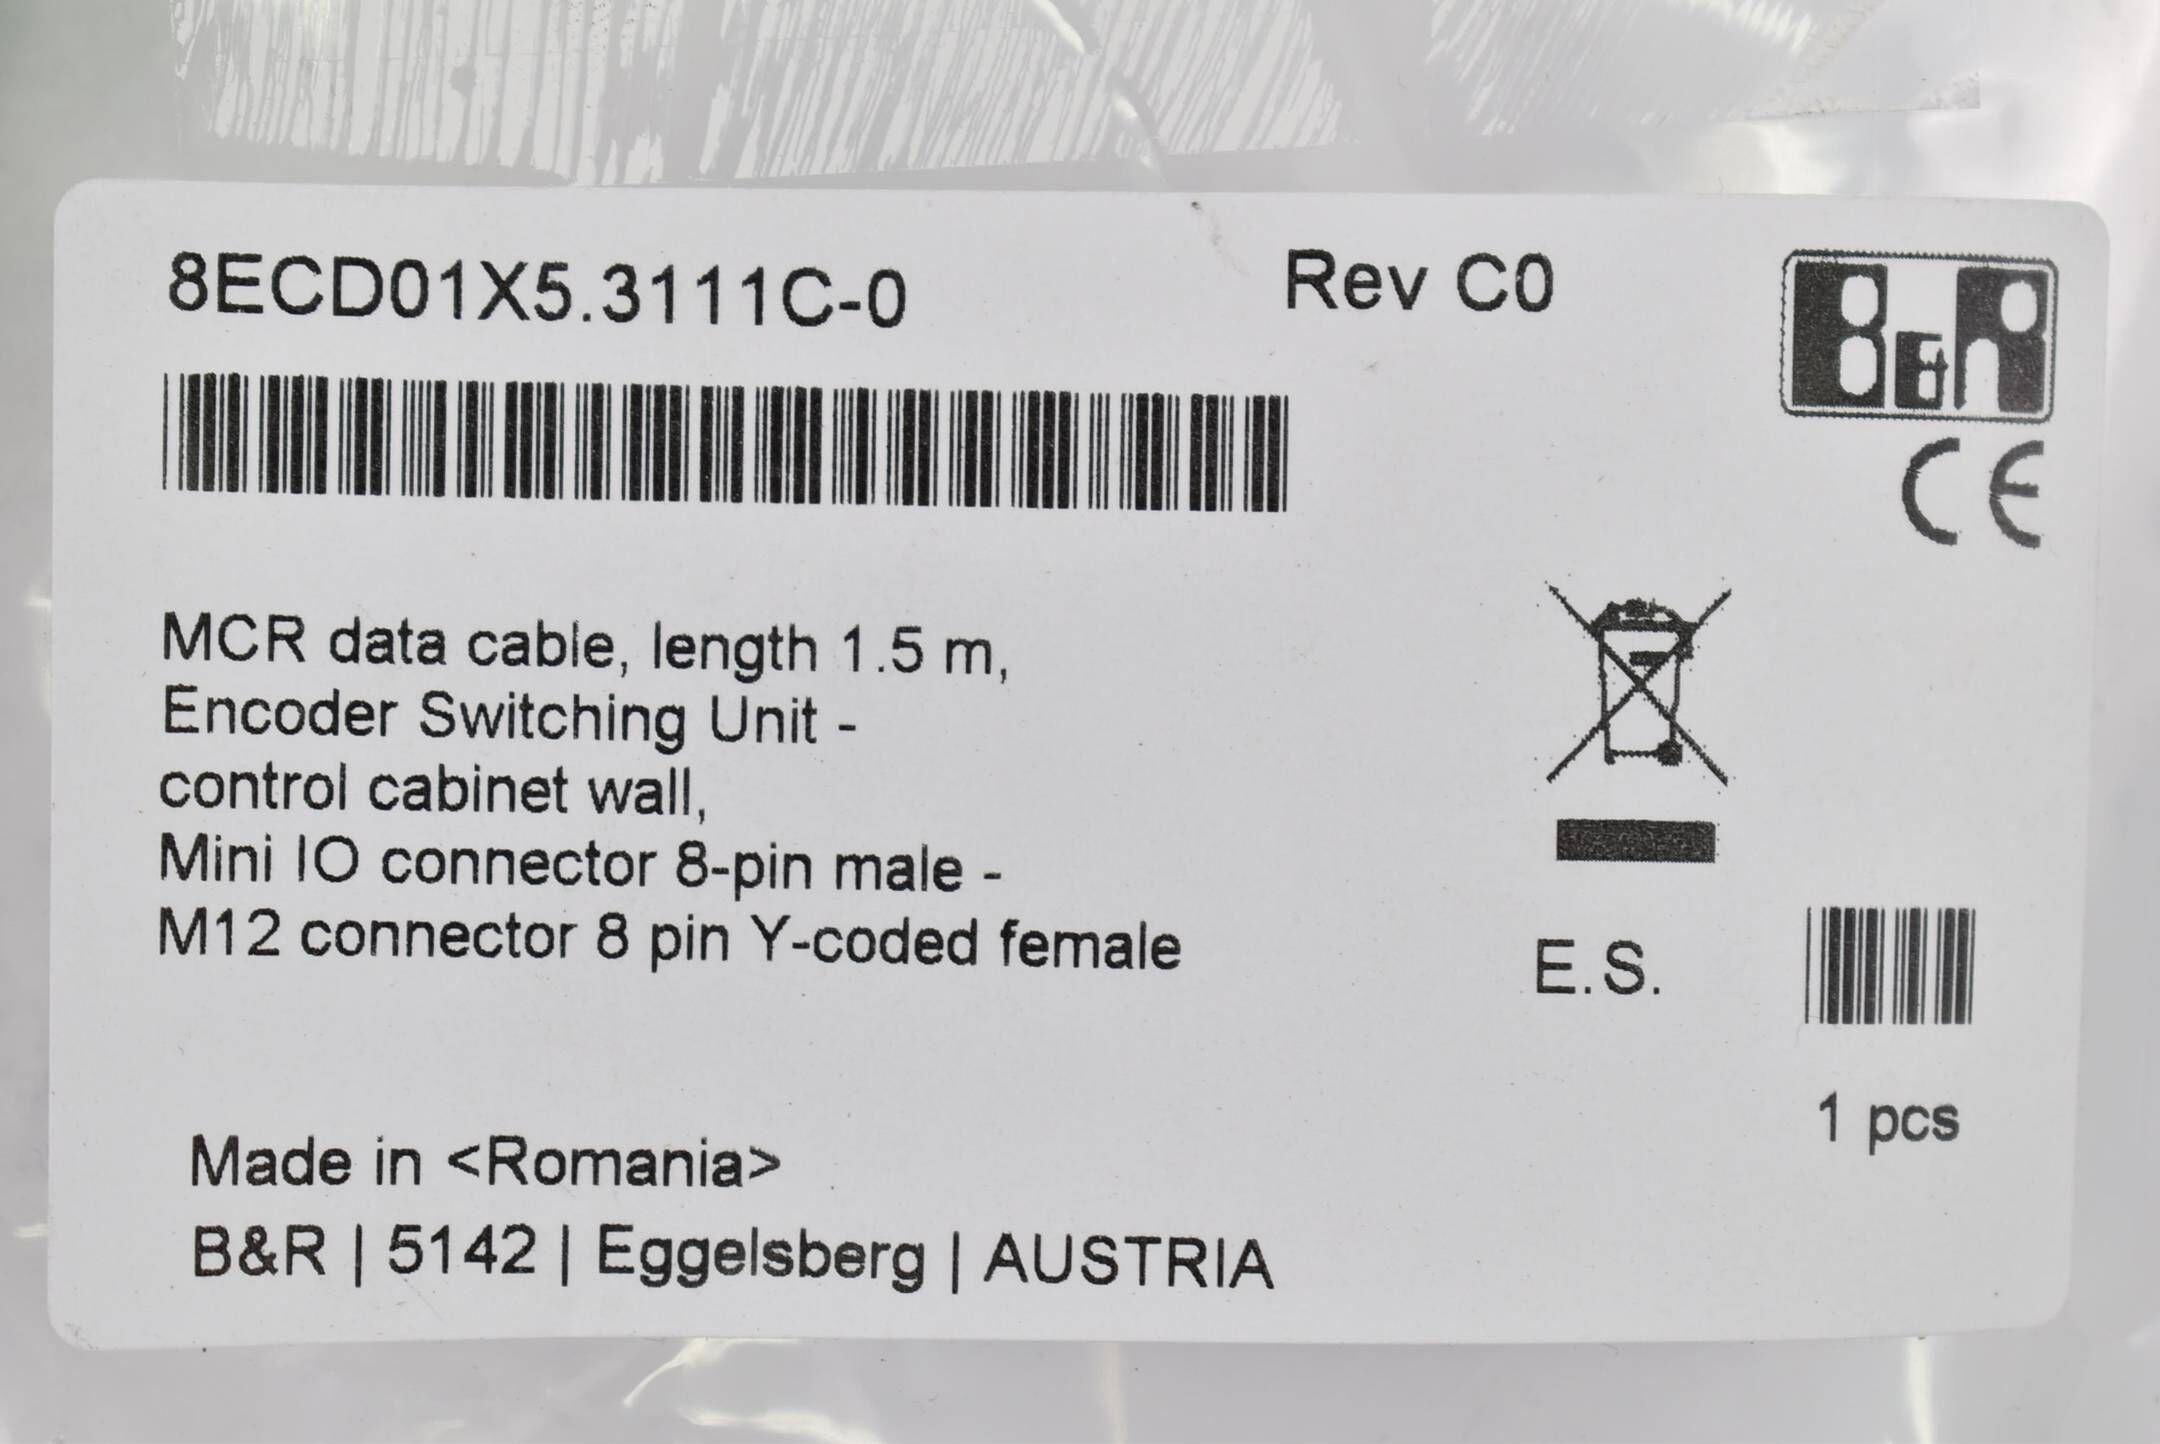 8ECD01X5.3111C-0 Rev C0
B&R
CE
MCR data cable, length 1.5 m,
Encoder Switching Unit -
control cabinet wall,
Mini IO connector 8-pin male -
M12 connector 8 pin Y-coded female
E.S.
1 pcs
Made in <Romania>
B&R | 5142 | Eggelsberg | AUSTRIA